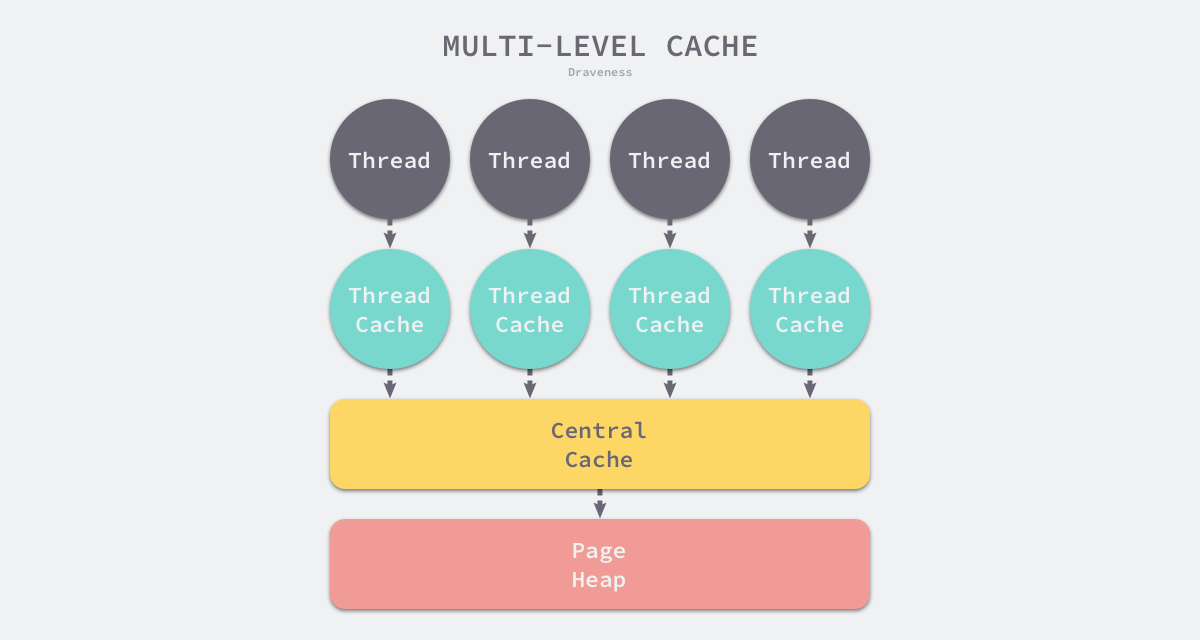 MULTI-LEVEL CACHE
Draveness
Thread
Thread
Thread
Thread
Thread
Cache
Thread
Cache
Thread
Cache
Thread
Cache
Central
Cache
Page
Heap